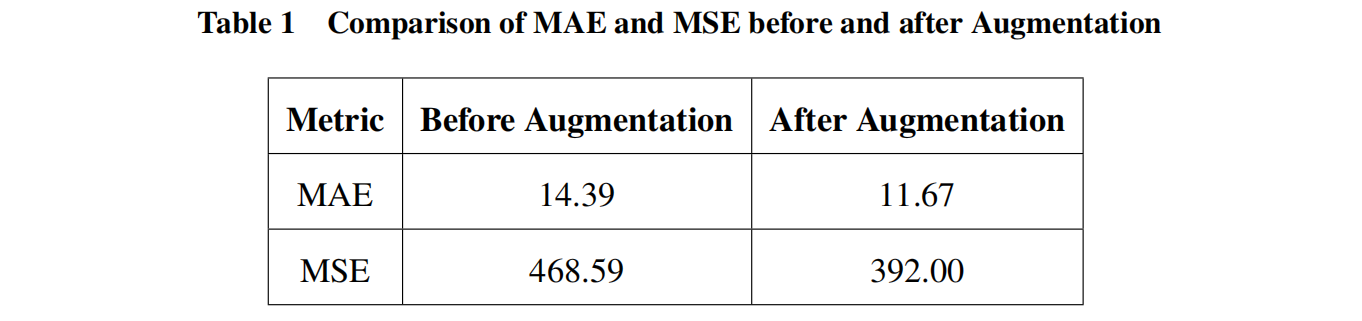 Table 1 Comparison of MAE and MSE before and after Augmentation
Metric Before Augmentation After Augmentation
MAE 14.39 11.67
MSE 468.59 392.00